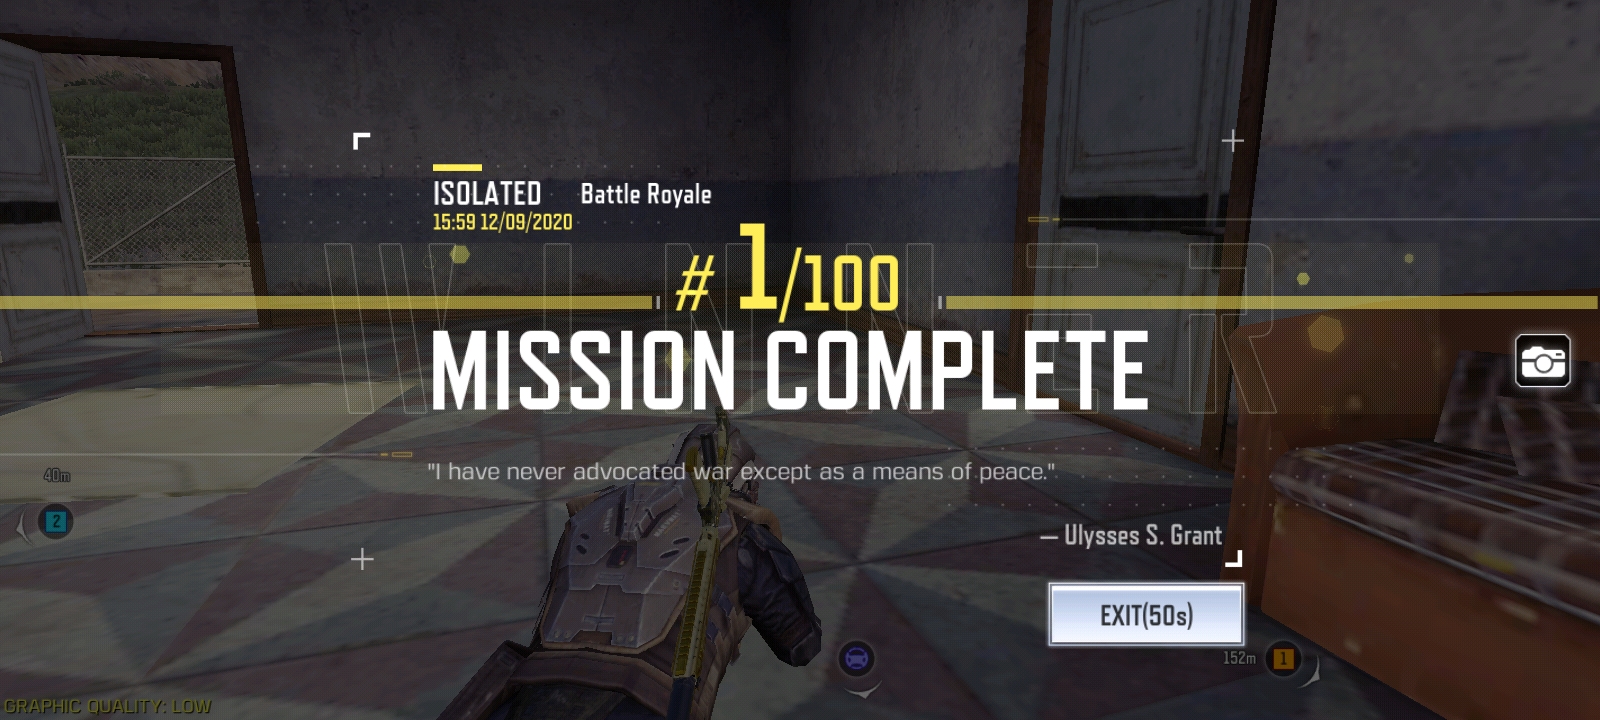 ISOLATED Battle Royale
15:59 12/09/2020
WINNER
# 1/100
MISSION COMPLETE
"I have never advocated war except as a means of peace."
— Ulysses S. Grant
EXIT(50s)
40m
2
152m 1
GRAPHIC QUALITY: LOW